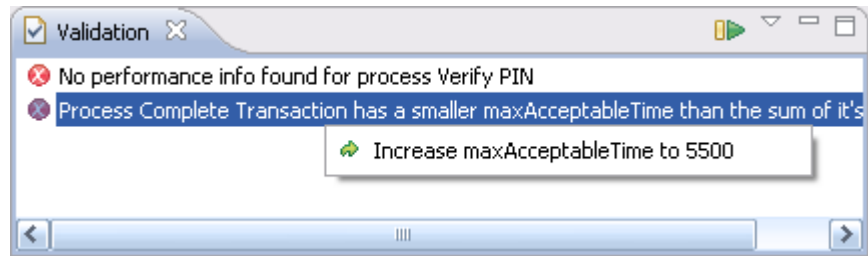 Validation
No performance info found for process Verify PIN
Process Complete Transaction has a smaller maxAcceptableTime than the sum of it's
Increase maxAcceptableTime to 5500